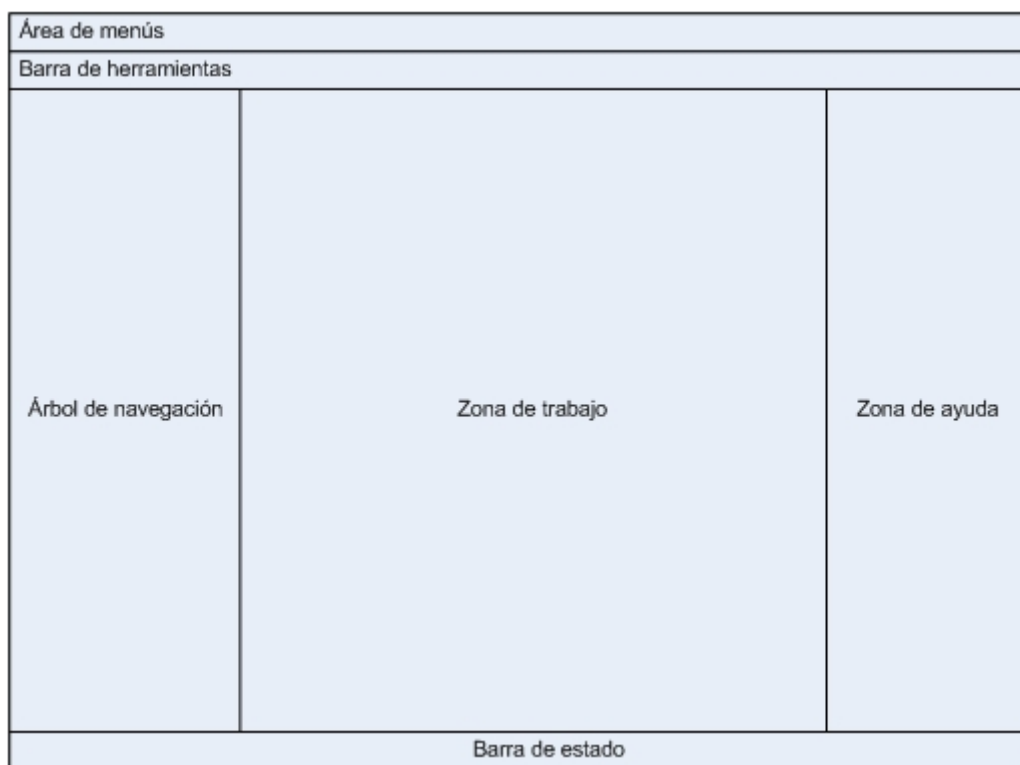 Área de menús
Barra de herramientas
Árbol de navegación
Zona de trabajo
Zona de ayuda
Barra de estado